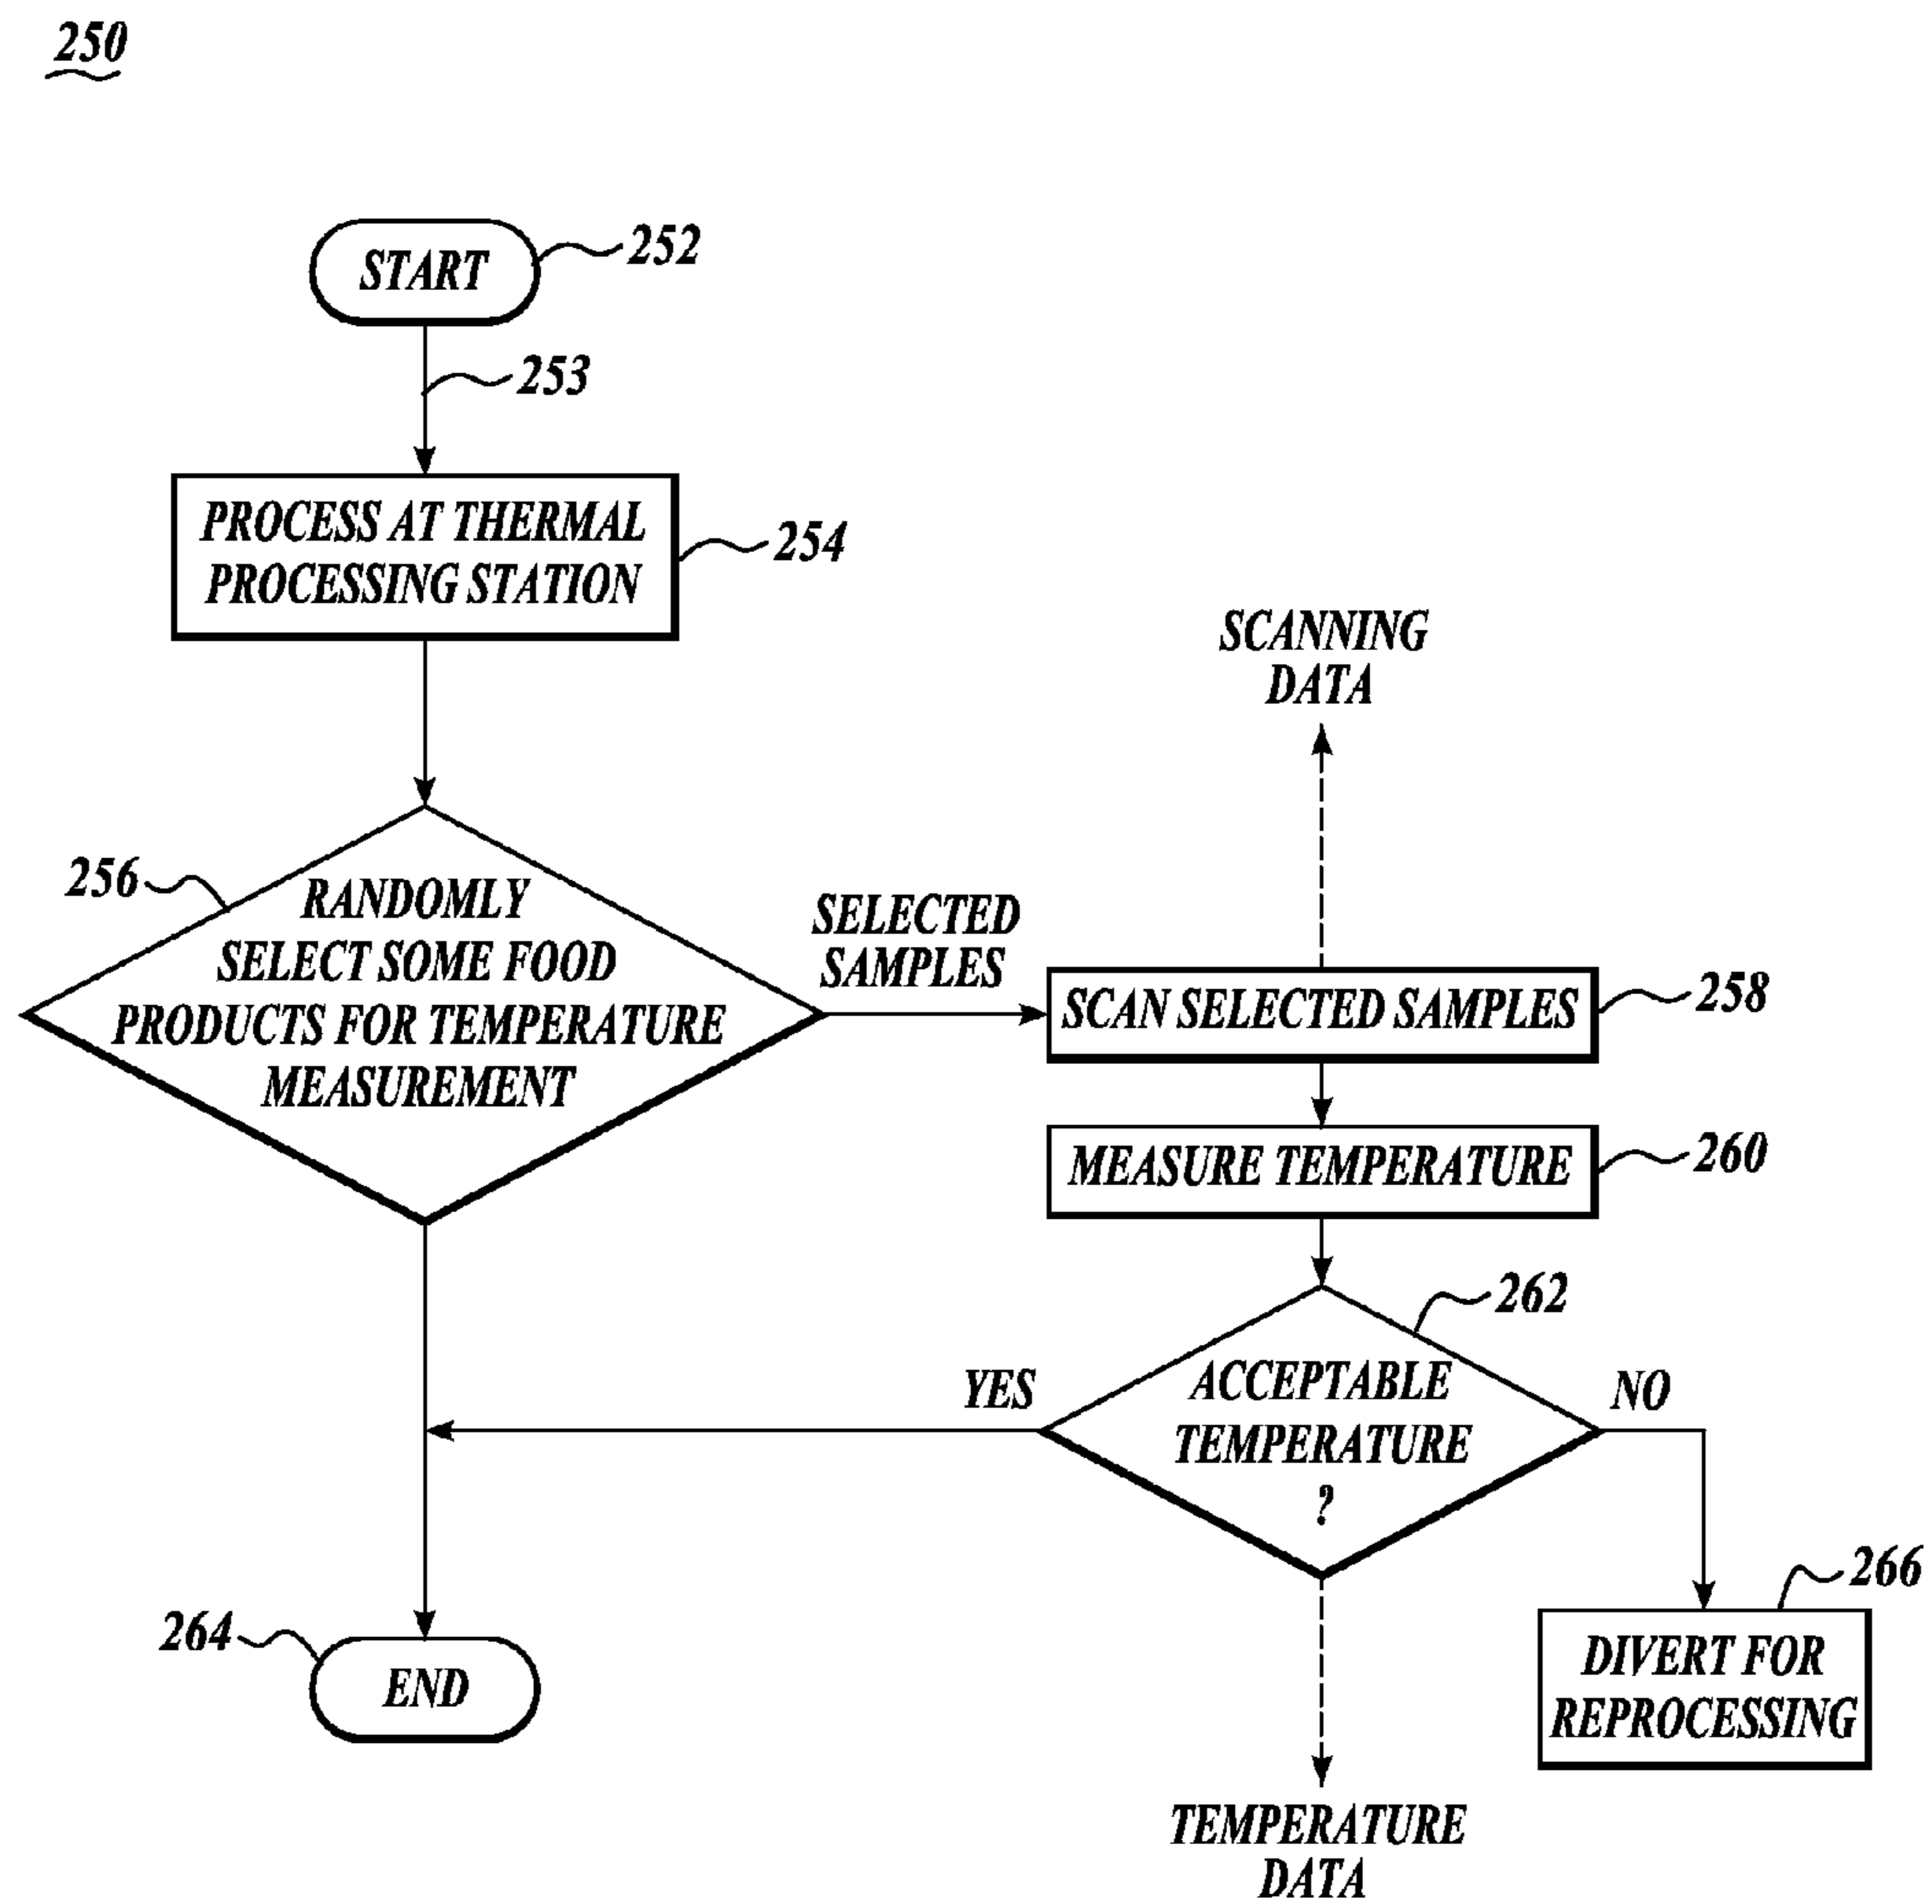 250
START
252
253
PROCESS AT THERMAL
PROCESSING STATION
254
256
RANDOMLY
SELECT SOME FOOD
PRODUCTS FOR TEMPERATURE
MEASUREMENT
SELECTED
SAMPLES
SCANNING
DATA
SCAN SELECTED SAMPLES
258
MEASURE TEMPERATURE
260
262
ACCEPTABLE
TEMPERATURE
?
YES
NO
264
END
266
DIVERT FOR
REPROCESSING
TEMPERATURE
DATA